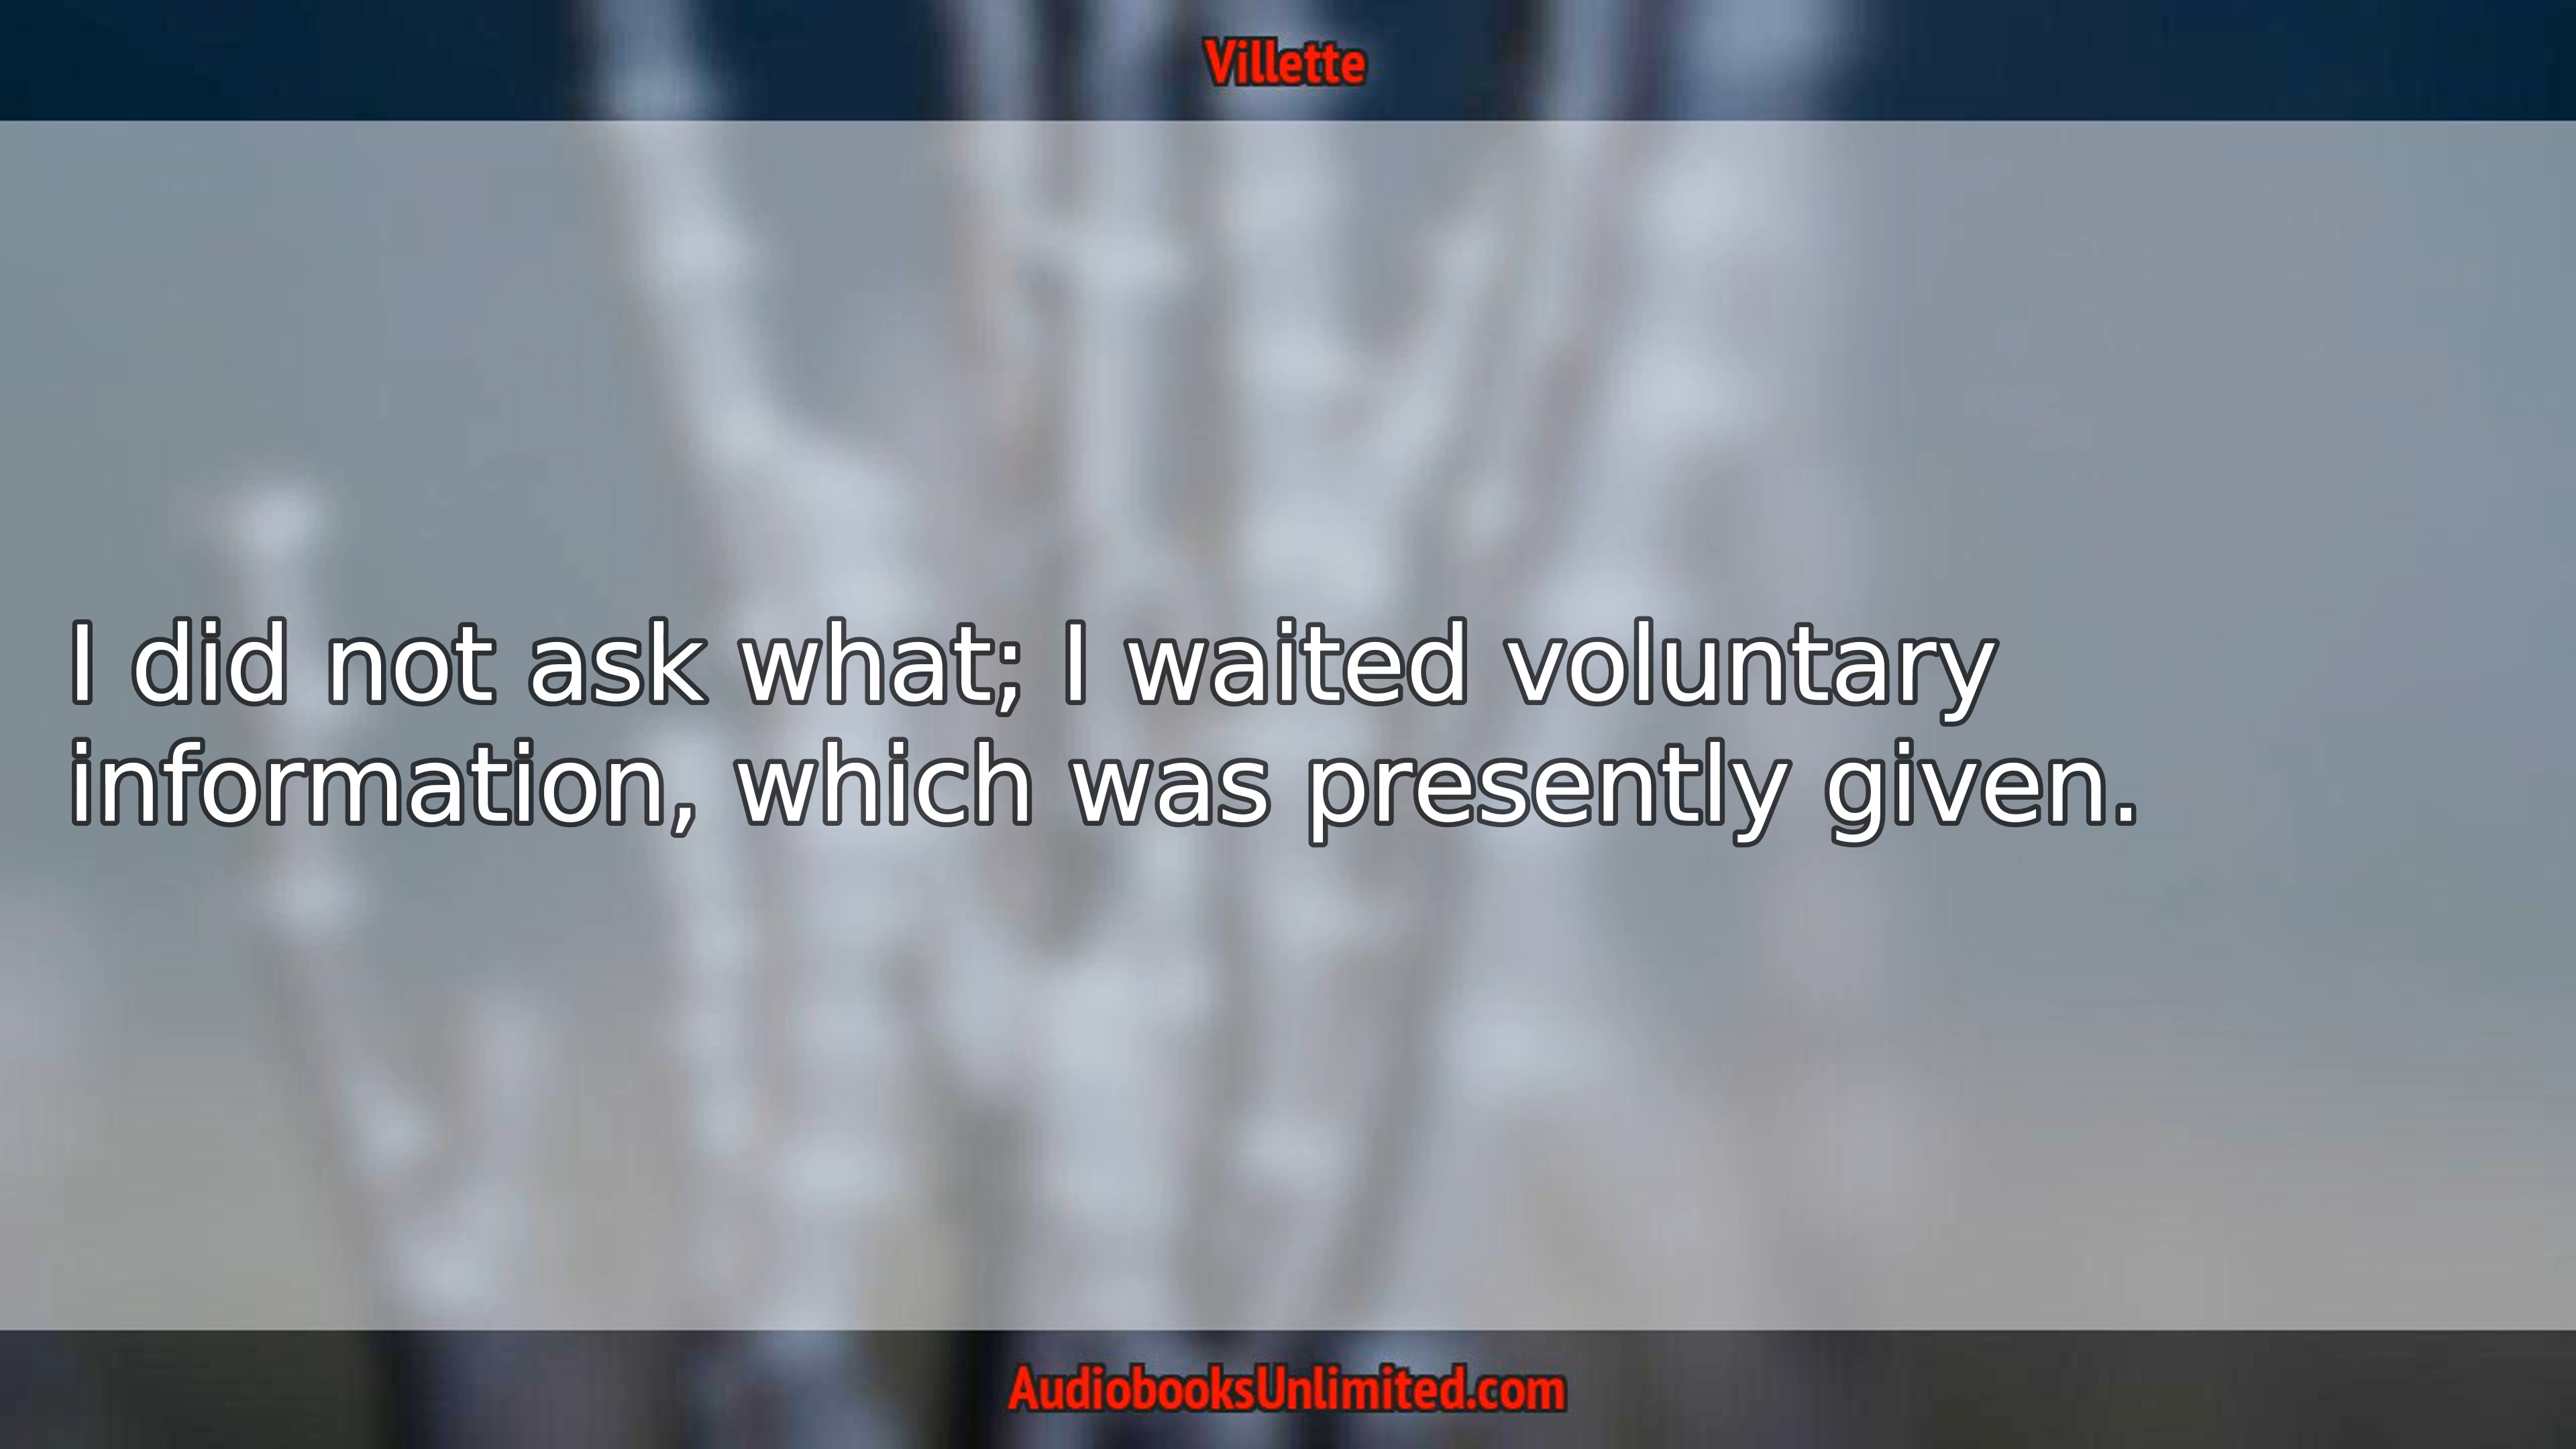 Villette
I did not ask what; I waited voluntary
information, which was presently given.
AudiobooksUnlimited.com